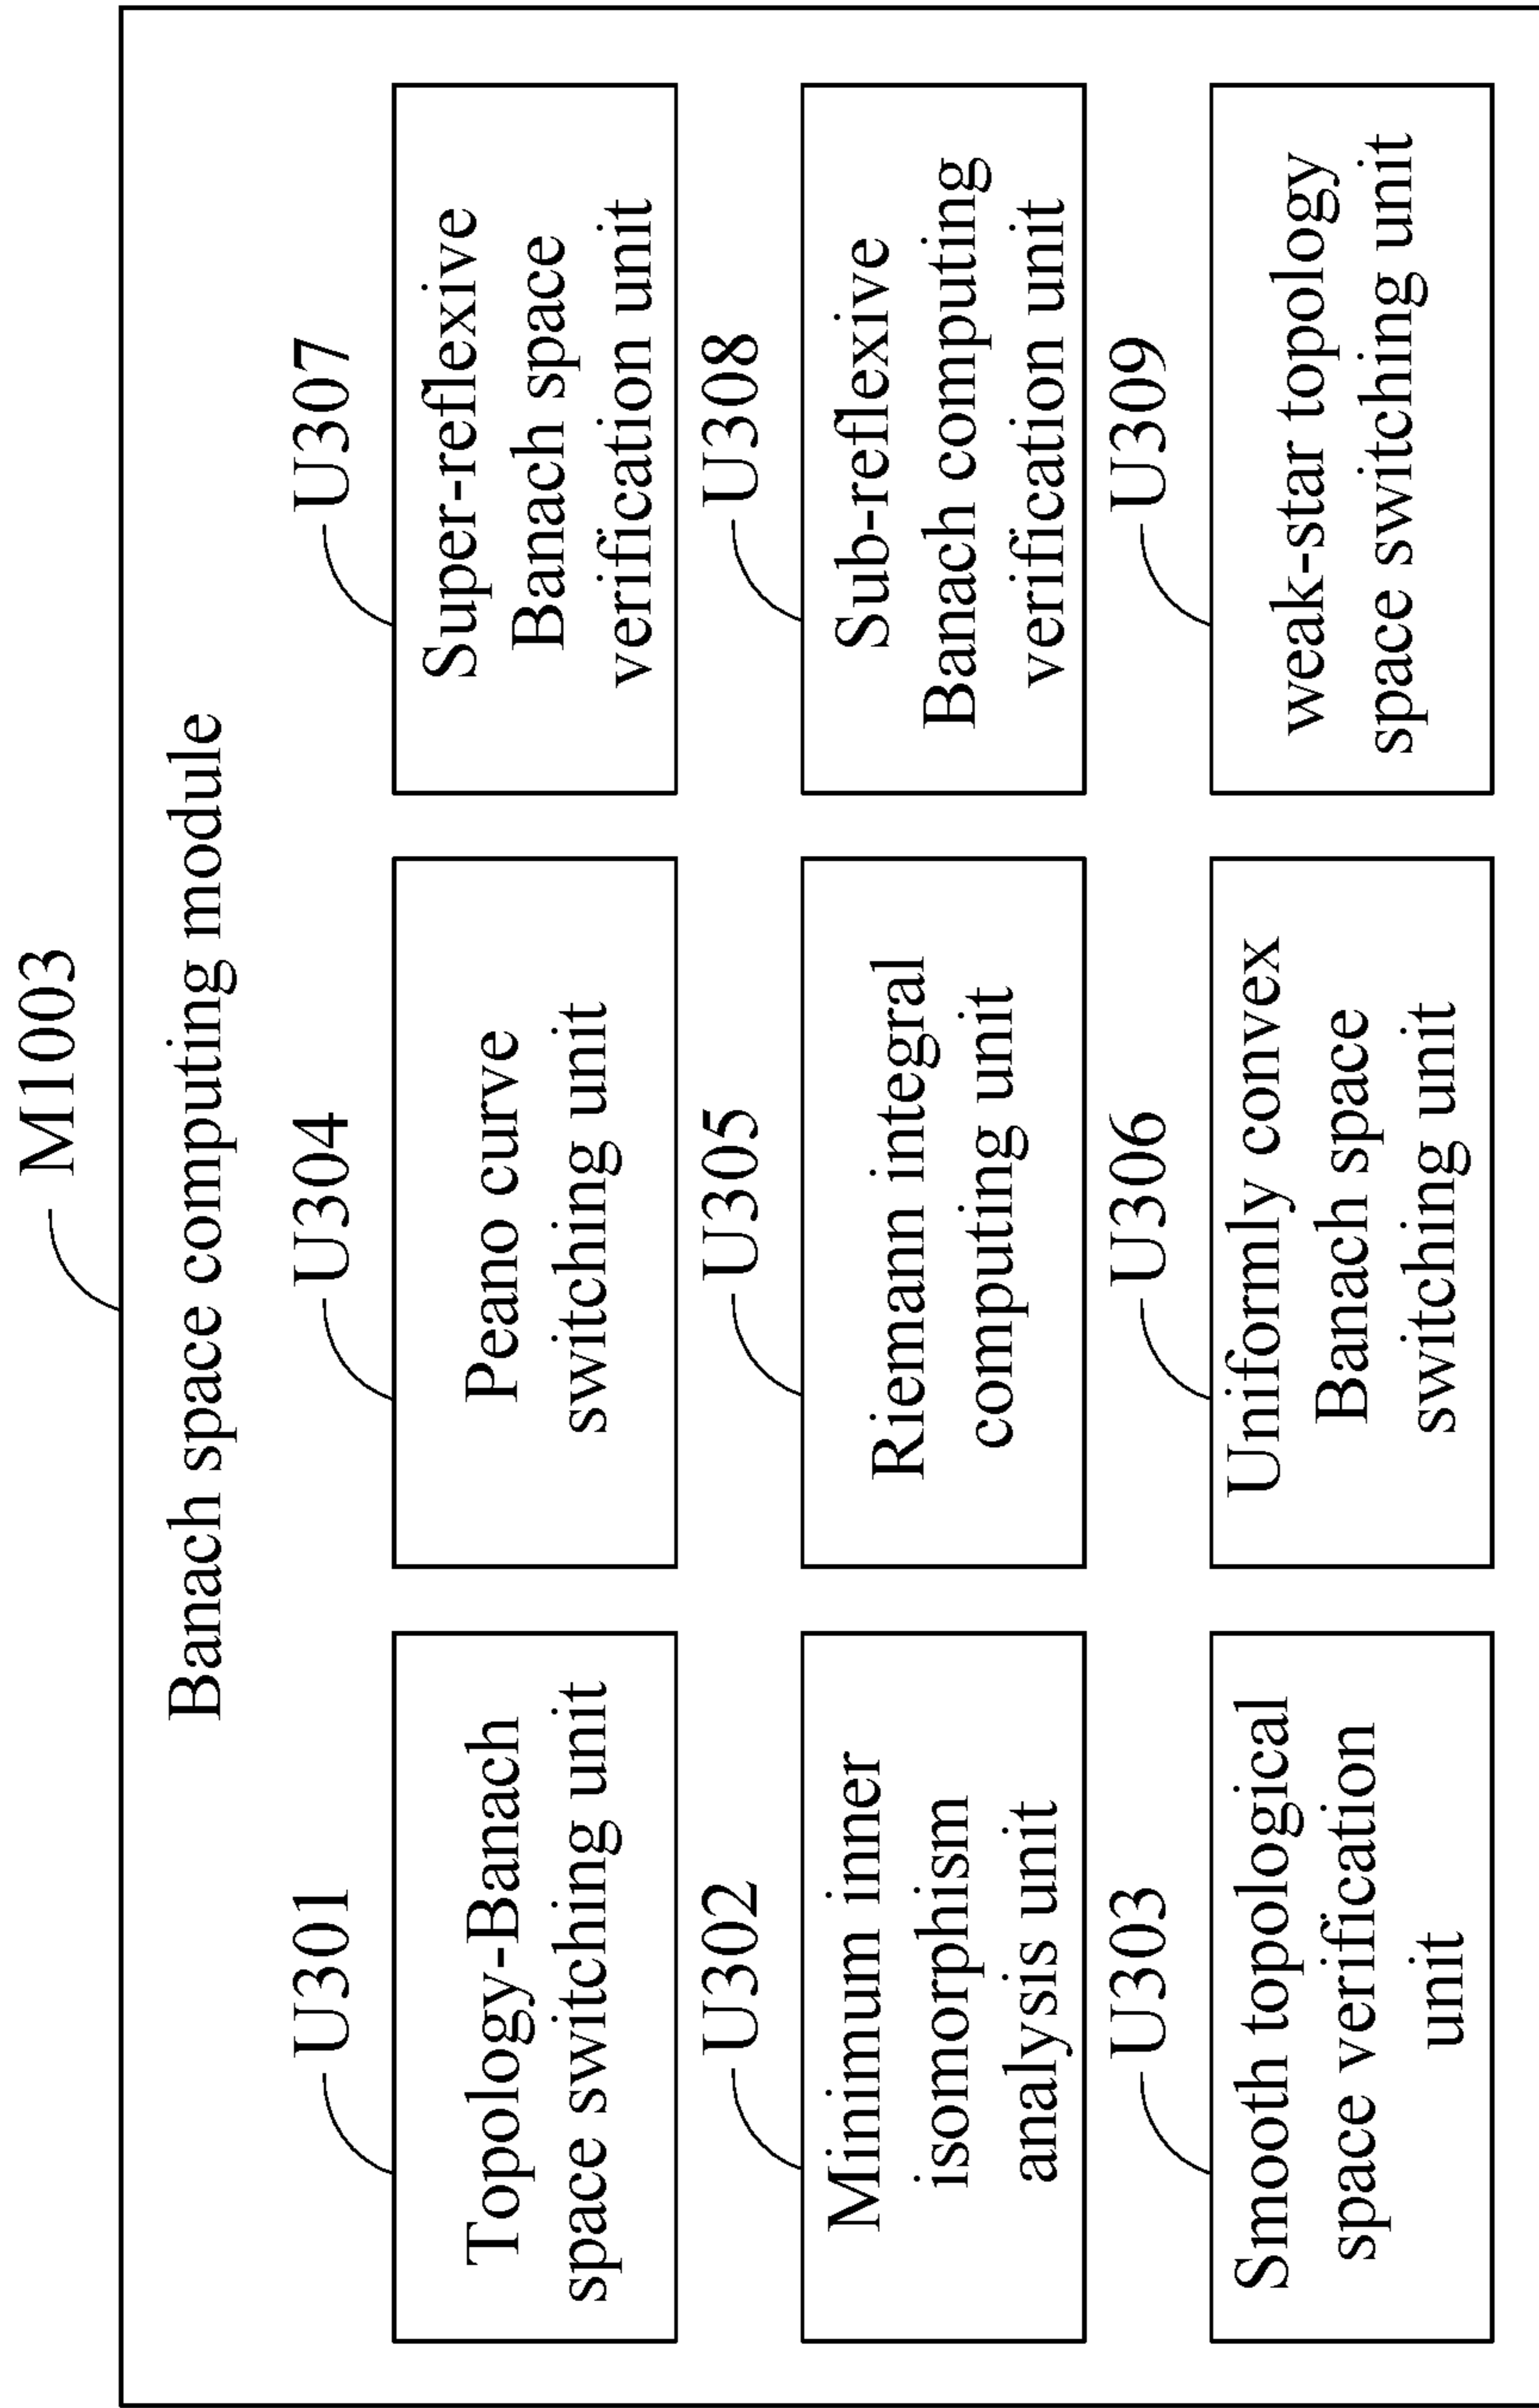 M1003
Banach space computing module
U301
Topology-Banach
space switching unit
U304
Peano curve
switching unit
U307
Super-reflexive
Banach space
verification unit
U302
Minimum inner
isomorphism
analysis unit
U305
Riemann integral
computing unit
U308
Sub-reflexive
Banach computing
verification unit
U303
Smooth topological
space verification
unit
U306
Uniformly convex
Banach space
switching unit
U309
weak-star topology
space switching unit